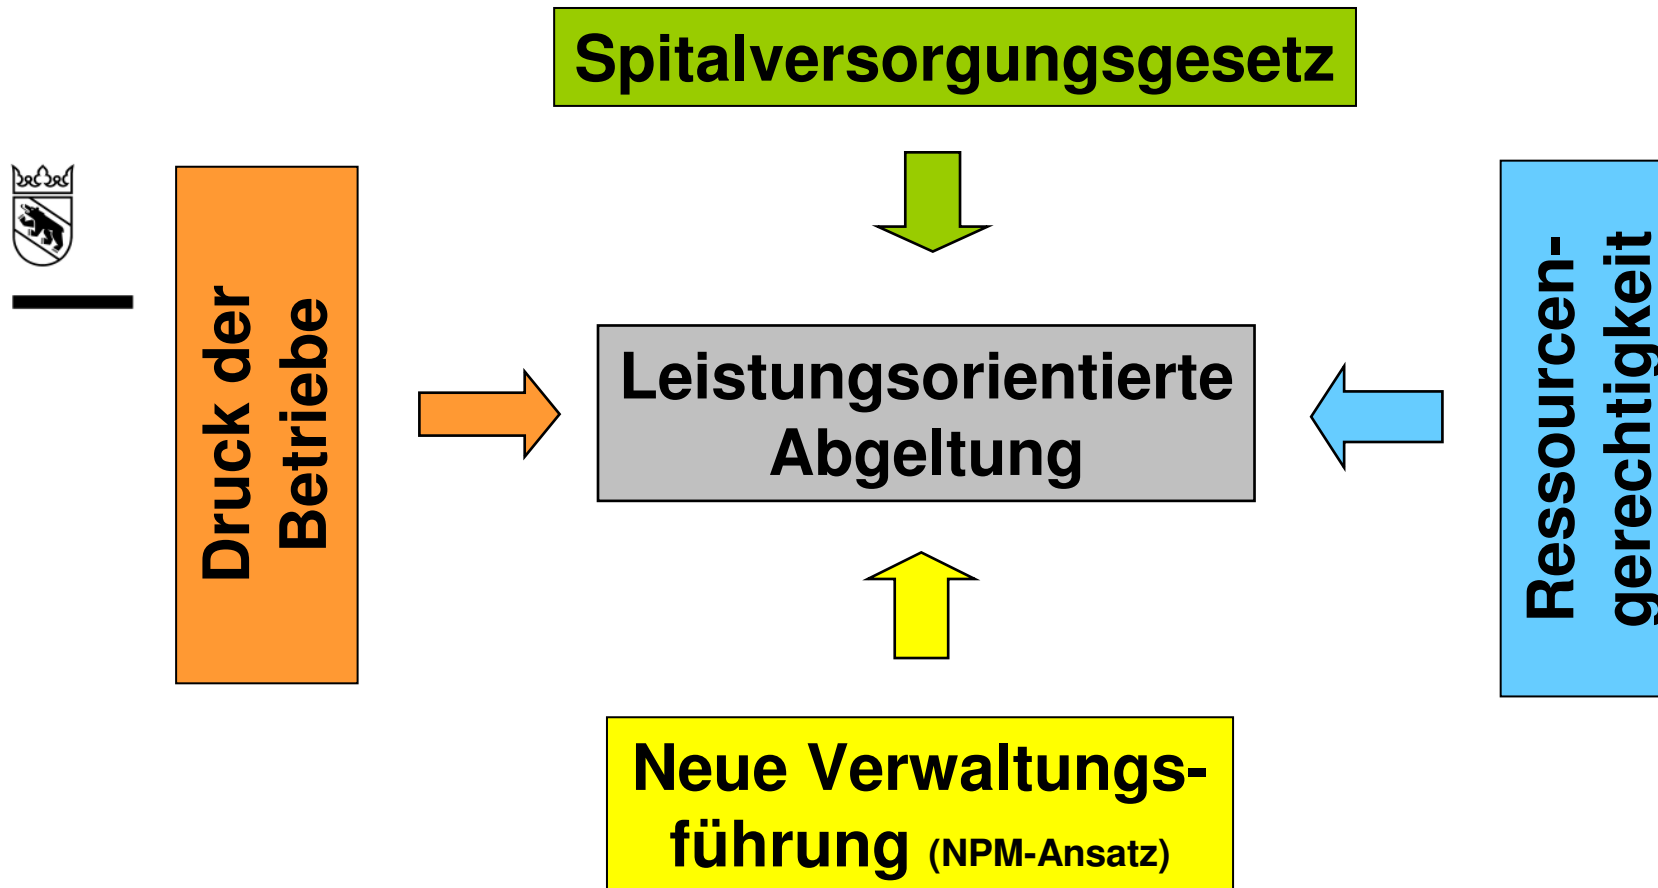 Spitalversorgungsgesetz
Druck der
Betriebe
Leistungsorientierte
Abgeltung
Ressourcen-
gerechtigkeit
Neue Verwaltungs-
führung (NPM-Ansatz)